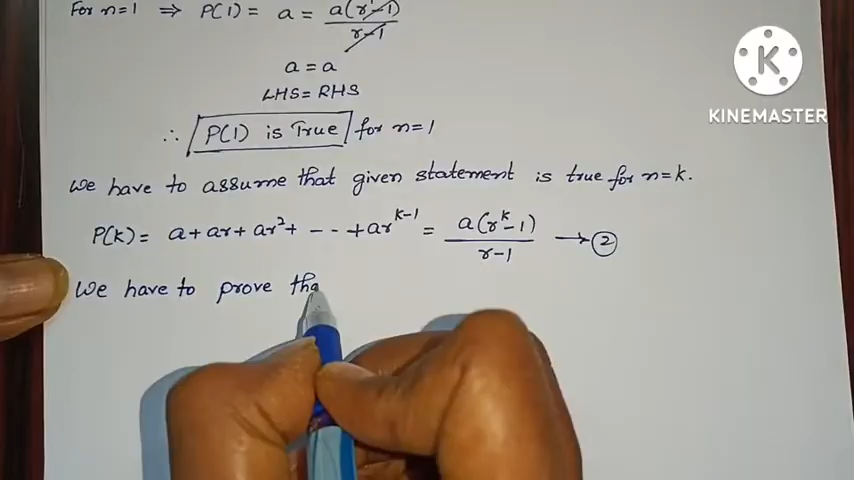 For n=1 ⇒ P(1) = a = a(r¹-1)/r-1
a = a
LHS = RHS
∴ P(1) is True for n=1
We have to assume that given statement is true for n=k.
P(k) = a + ar + ar² + --- + ar^(k-1) = a(r^k-1)/r-1 → ②
We have to prove tha
KINEMASTER